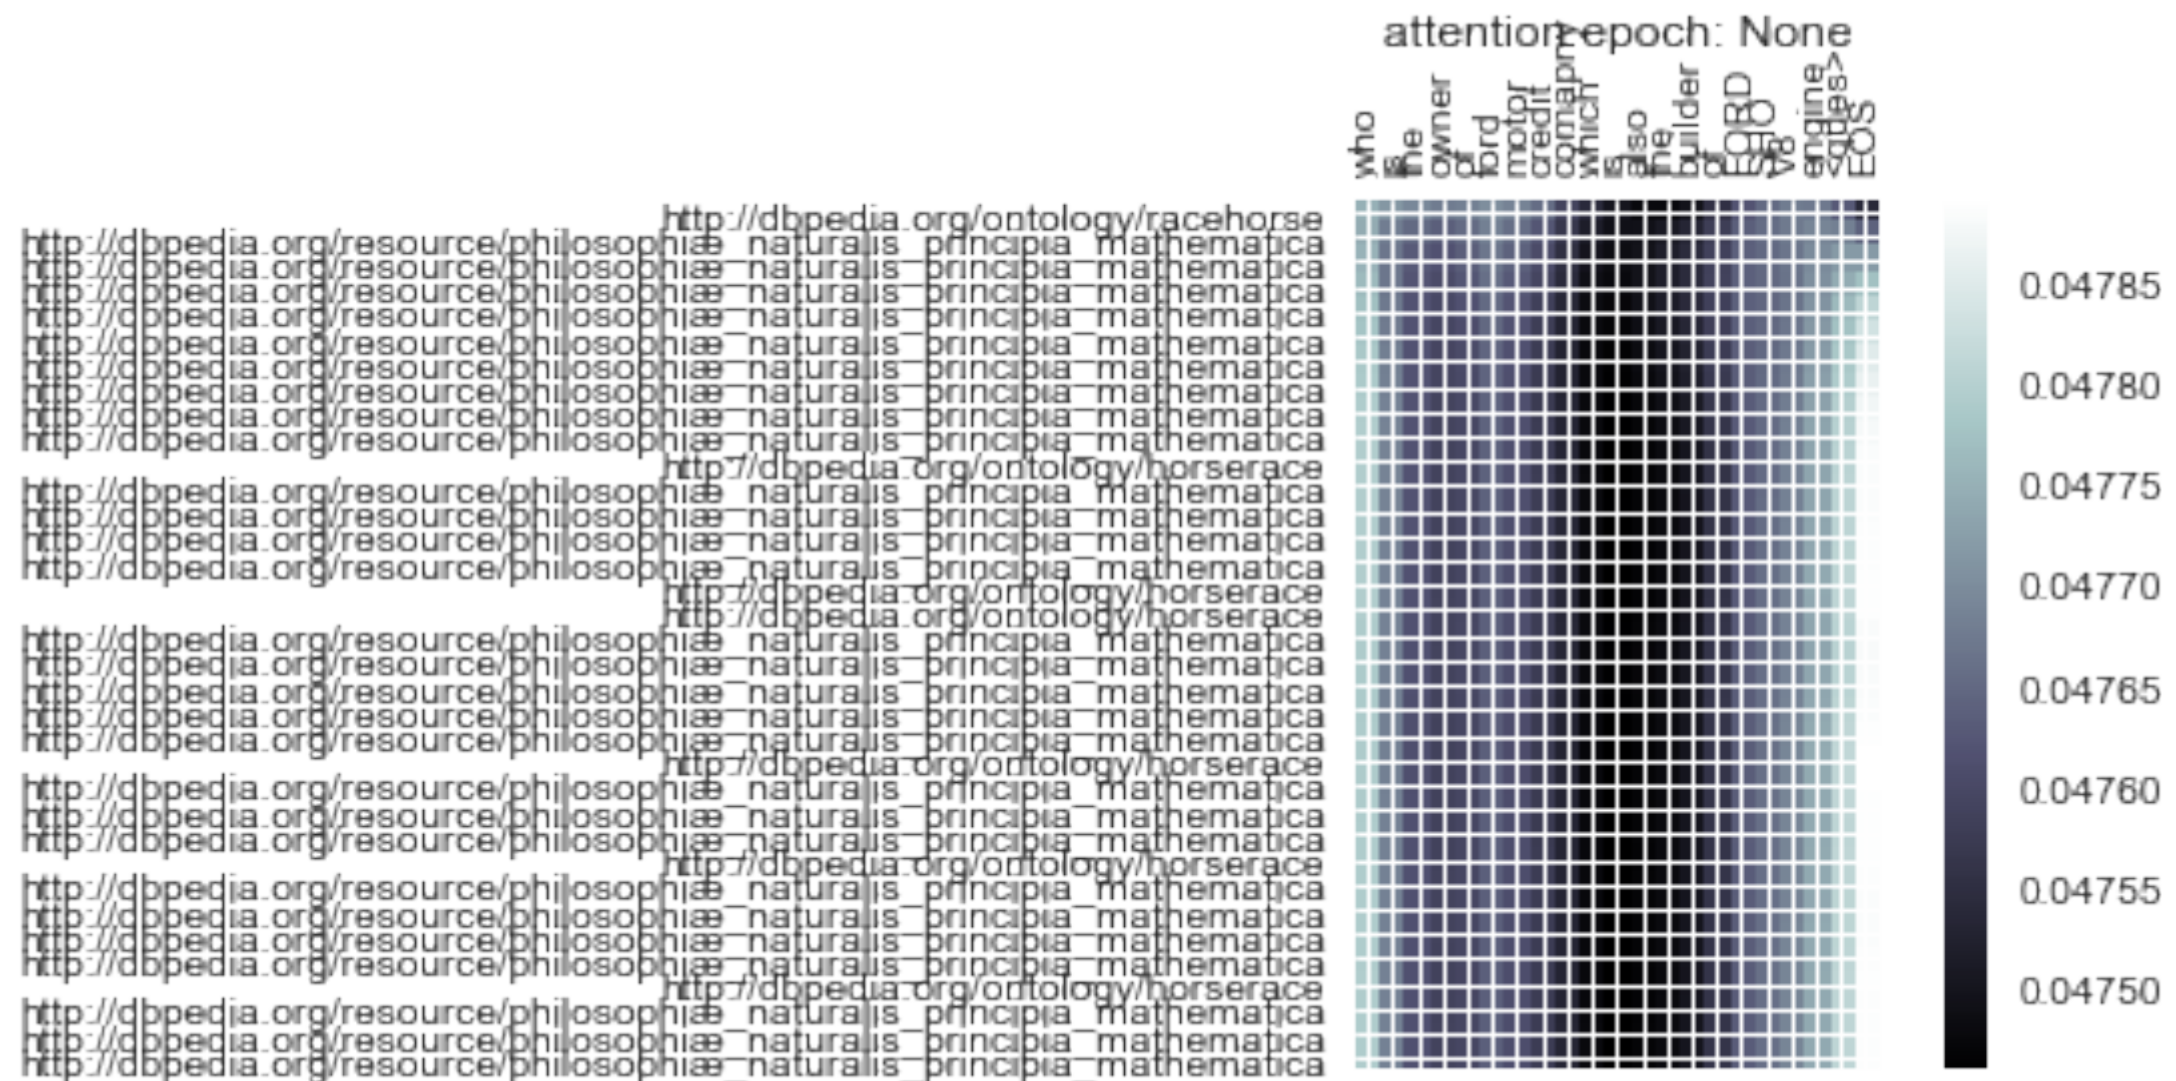 attention epoch: None
who
is
the
owner
of
ford
motor
credit
comapny
which
is
also
the
builder
of
FORD
SHO
V8
engine
<ques>
EOS
http://dbpedia.org/ontology/racehorse
http://dbpedia.org/resource/philosophiæ_naturalis_principia_mathematica
http://dbpedia.org/resource/philosophiæ_naturalis_principia_mathematica
http://dbpedia.org/resource/philosophiæ_naturalis_principia_mathematica
http://dbpedia.org/resource/philosophiæ_naturalis_principia_mathematica
http://dbpedia.org/resource/philosophiæ_naturalis_principia_mathematica
http://dbpedia.org/resource/philosophiæ_naturalis_principia_mathematica
http://dbpedia.org/resource/philosophiæ_naturalis_principia_mathematica
http://dbpedia.org/resource/philosophiæ_naturalis_principia_mathematica
http://dbpedia.org/resource/philosophiæ_naturalis_principia_mathematica
http://dbpedia.org/ontology/horserace
http://dbpedia.org/resource/philosophiæ_naturalis_principia_mathematica
http://dbpedia.org/resource/philosophiæ_naturalis_principia_mathematica
http://dbpedia.org/resource/philosophiæ_naturalis_principia_mathematica
http://dbpedia.org/resource/philosophiæ_naturalis_principia_mathematica
http://dbpedia.org/ontology/horserace
http://dbpedia.org/ontology/horserace
http://dbpedia.org/resource/philosophiæ_naturalis_principia_mathematica
http://dbpedia.org/resource/philosophiæ_naturalis_principia_mathematica
http://dbpedia.org/resource/philosophiæ_naturalis_principia_mathematica
http://dbpedia.org/resource/philosophiæ_naturalis_principia_mathematica
http://dbpedia.org/resource/philosophiæ_naturalis_principia_mathematica
http://dbpedia.org/ontology/horserace
http://dbpedia.org/resource/philosophiæ_naturalis_principia_mathematica
http://dbpedia.org/resource/philosophiæ_naturalis_principia_mathematica
http://dbpedia.org/resource/philosophiæ_naturalis_principia_mathematica
http://dbpedia.org/ontology/horserace
http://dbpedia.org/resource/philosophiæ_naturalis_principia_mathematica
http://dbpedia.org/resource/philosophiæ_naturalis_principia_mathematica
http://dbpedia.org/resource/philosophiæ_naturalis_principia_mathematica
http://dbpedia.org/resource/philosophiæ_naturalis_principia_mathematica
http://dbpedia.org/ontology/horserace
http://dbpedia.org/resource/philosophiæ_naturalis_principia_mathematica
http://dbpedia.org/resource/philosophiæ_naturalis_principia_mathematica
http://dbpedia.org/resource/philosophiæ_naturalis_principia_mathematica
0.04785
0.04780
0.04775
0.04770
0.04765
0.04760
0.04755
0.04750